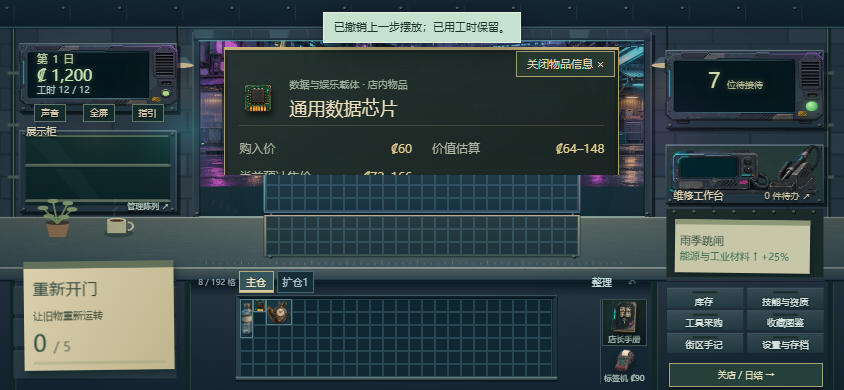 已撤销上一步摆放；已用工时保留。
第 1 日
₡ 1,200
工时 12 / 12
声音
全屏
指引
展示柜
管理陈列 ↗
关闭物品信息 ×
数据与娱乐载体 · 店内物品
通用数据芯片
购入价
₡60
价值估算
₡64–148
7 位待接待
维修工作台
0 件待办 ↗
雨季跳闸
能源与工业材料 ↑ +25%
重新开门
让旧物重新运转
0 / 5
8 / 192 格
主仓
扩仓1
整理
店长手册
标签机 ₡90
库存
技能与资质
工具采购
收藏图鉴
街区手记
设置与存档
关店 / 日结 →